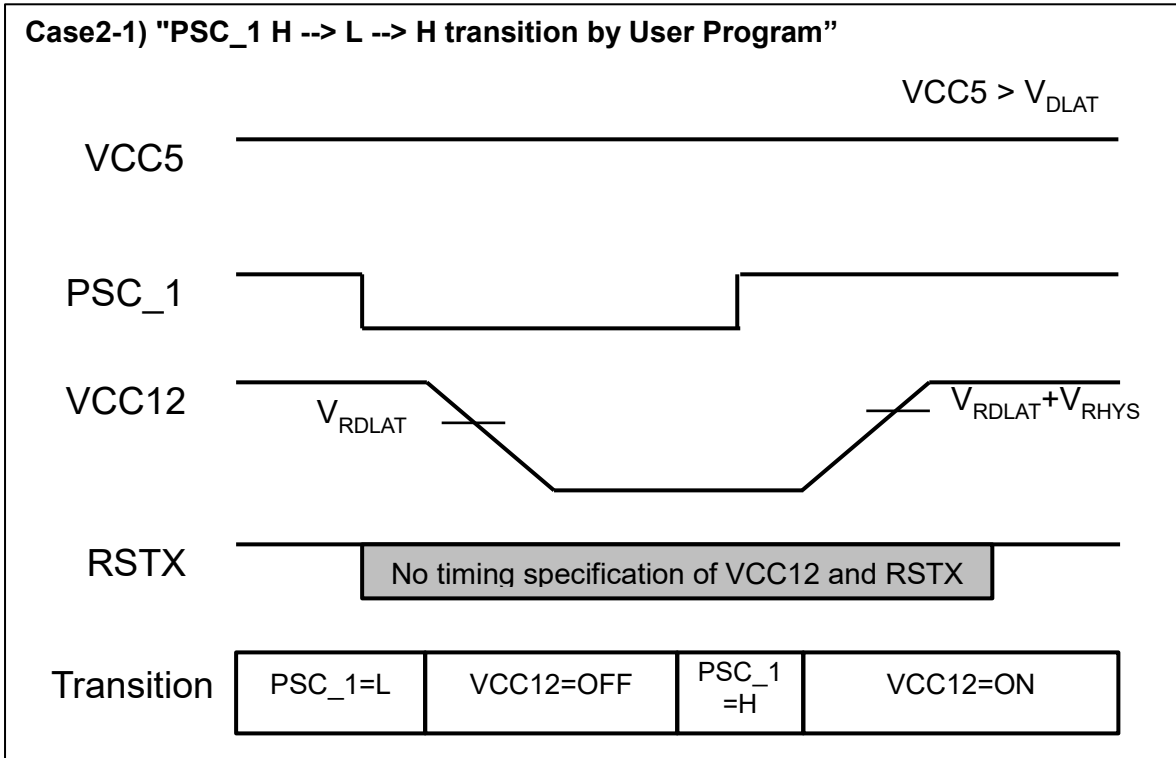 Case2-1) "PSC_1 H --> L --> H transition by User Program”
VCC5 > VDLAT
VCC5
PSC_1
VCC12
VRDLAT
VRDLAT+VRHYS
RSTX
No timing specification of VCC12 and RSTX
Transition
PSC_1=L
VCC12=OFF
PSC_1
=H
VCC12=ON